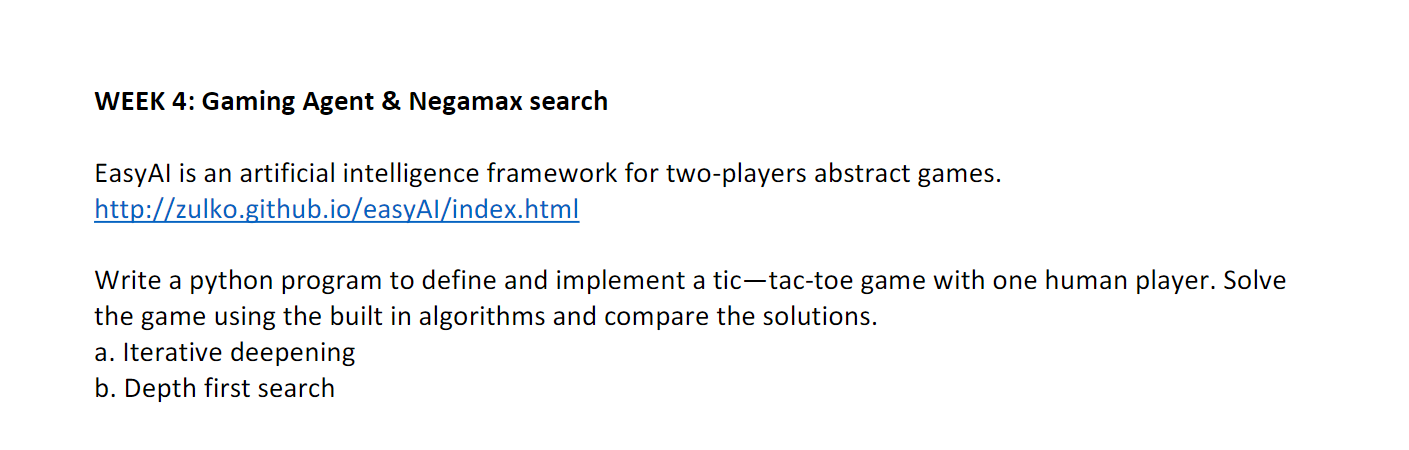 WEEK 4: Gaming Agent & Negamax search
EasyAI is an artificial intelligence framework for two-players abstract games.
http://zulko.github.io/easyAI/index.html
Write a python program to define and implement a tic—tac-toe game with one human player. Solve
the game using the built in algorithms and compare the solutions.
a. Iterative deepening
b. Depth first search